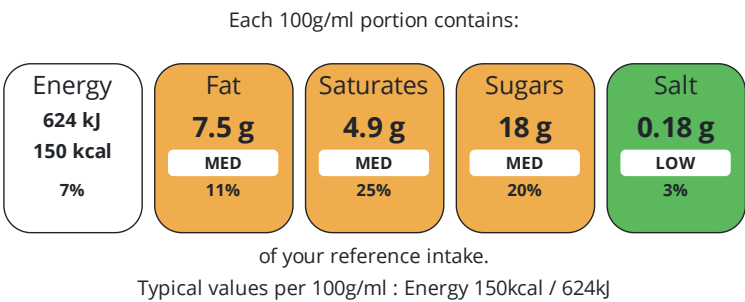 Each 100g/ml portion contains:
Energy
624 kJ
150 kcal
7%
Fat
7.5 g
MED
11%
Saturates
4.9 g
MED
25%
Sugars
18 g
MED
20%
Salt
0.18 g
LOW
3%
of your reference intake.
Typical values per 100g/ml : Energy 150kcal / 624kJ